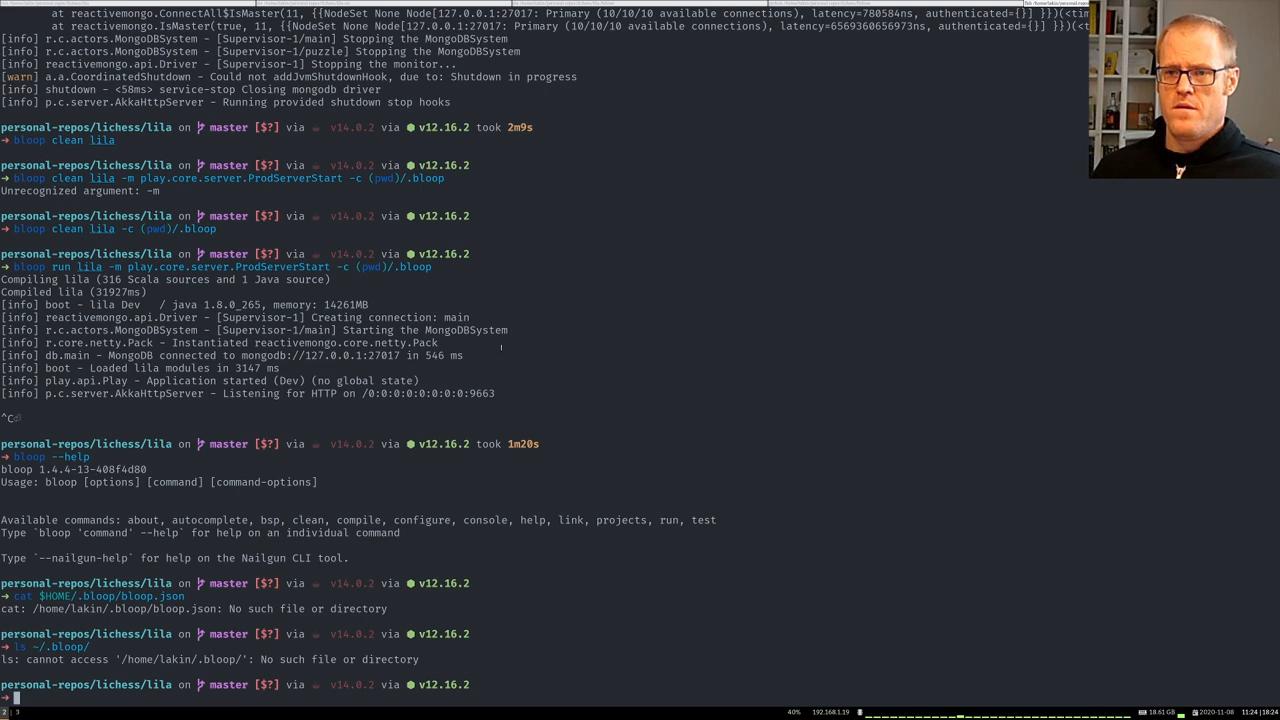 at reactivemongo.ConnectAll$IsMaster(11, {{NodeSet None Node[127.0.0.1:27017: Primary (10/10/10 available connections), latency=780584ns, authenticated={}] }})(<tim
at reactivemongo.IsMaster(true, 11, {{NodeSet None Node[127.0.0.1:27017: Primary (10/10/10 available connections), latency=6569360656973ns, authenticated={}] }})(<t
[info] r.c.actors.MongoDBSystem - [Supervisor-1/main] Stopping the MongoDBSystem
[info] r.c.actors.MongoDBSystem - [Supervisor-1/puzzle] Stopping the MongoDBSystem
[info] reactivemongo.api.Driver - [Supervisor-1] Stopping the monitor...
[warn] a.a.CoordinatedShutdown - Could not addJvmShutdownHook, due to: Shutdown in progress
[info] shutdown - <58ms> service-stop Closing mongodb driver
[info] p.c.server.AkkaHttpServer - Running provided shutdown stop hooks
personal-repos/lichess/lila on master [$?] via v14.0.2 via v12.16.2 took 2m9s
➜ bloop clean lila
personal-repos/lichess/lila on master [$?] via v14.0.2 via v12.16.2
➜ bloop clean lila -m play.core.server.ProdServerStart -c (pwd)/.bloop
Unrecognized argument: -m
personal-repos/lichess/lila on master [$?] via v14.0.2 via v12.16.2
➜ bloop clean lila -c (pwd)/.bloop
personal-repos/lichess/lila on master [$?] via v14.0.2 via v12.16.2
➜ bloop run lila -m play.core.server.ProdServerStart -c (pwd)/.bloop
Compiling lila (316 Scala sources and 1 Java source)
Compiled lila (31927ms)
[info] boot - lila Dev / java 1.8.0_265, memory: 14261MB
[info] reactivemongo.api.Driver - [Supervisor-1] Creating connection: main
[info] r.c.actors.MongoDBSystem - [Supervisor-1/main] Starting the MongoDBSystem
[info] r.core.netty.Pack - Instantiated reactivemongo.core.netty.Pack
[info] db.main - MongoDB connected to mongodb://127.0.0.1:27017 in 546 ms
[info] boot - Loaded lila modules in 3147 ms
[info] play.api.Play - Application started (Dev) (no global state)
[info] p.c.server.AkkaHttpServer - Listening for HTTP on /0:0:0:0:0:0:0:0:9663
^C⏎
personal-repos/lichess/lila on master [$?] via v14.0.2 via v12.16.2 took 1m20s
➜ bloop --help
bloop 1.4.4-13-408f4d80
Usage: bloop [options] [command] [command-options]
Available commands: about, autocomplete, bsp, clean, compile, configure, console, help, link, projects, run, test
Type `bloop 'command' --help` for help on an individual command
Type `--nailgun-help` for help on the Nailgun CLI tool.
personal-repos/lichess/lila on master [$?] via v14.0.2 via v12.16.2
➜ cat $HOME/.bloop/bloop.json
cat: /home/lakin/.bloop/bloop.json: No such file or directory
personal-repos/lichess/lila on master [$?] via v14.0.2 via v12.16.2
➜ ls ~/.bloop/
ls: cannot access '/home/lakin/.bloop/': No such file or directory
personal-repos/lichess/lila on master [$?] via v14.0.2 via v12.16.2
➜
2 3 40% 192.168.1.19 18.61 GB 2020-11-08 11:24 18:24